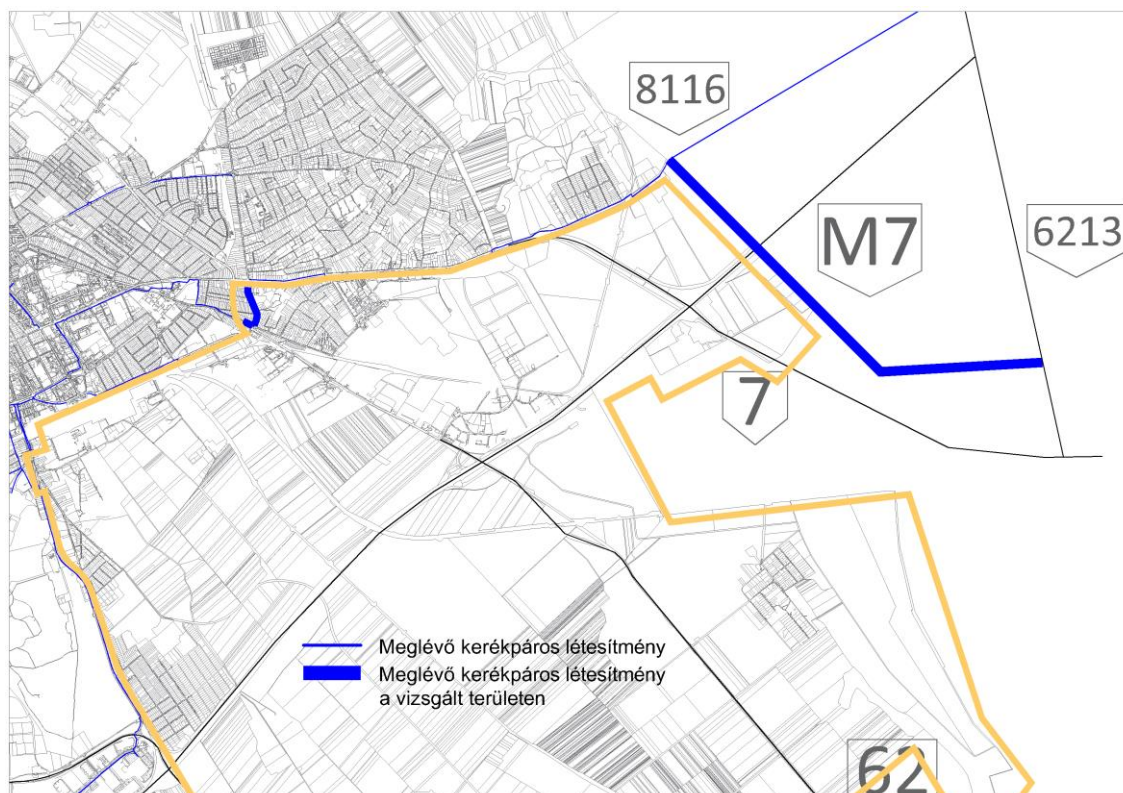 8116
M7
6213
7
Meglévő kerékpáros létesítmény
Meglévő kerékpáros létesítmény
a vizsgált területen
62